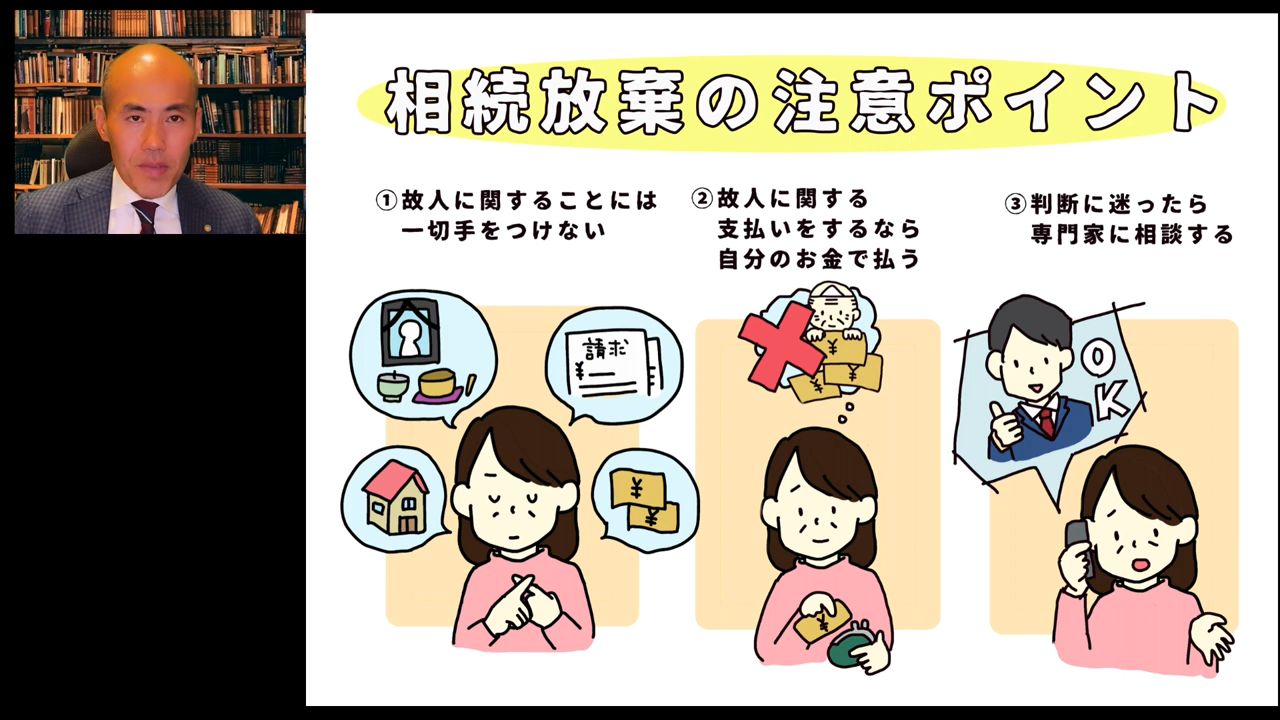 相続放棄の注意ポイント
①故人に関することには
一切手をつけない
②故人に関する
支払いをするなら
自分のお金で払う
③判断に迷ったら
専門家に相談する
請求
¥
¥
¥
¥
¥
¥
¥
OK